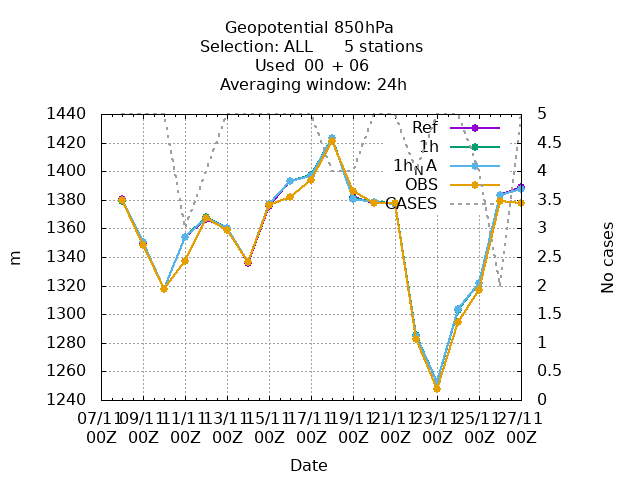 Geopotential 850hPa
Selection: ALL 5 stations
Used 00 + 06
Averaging window: 24h
1440
1420
1400
1380
1360
1340
1320
1300
1280
1260
1240
m
5
4.5
4
3.5
3
2.5
2
1.5
1
0.5
0
No cases
Ref
1h
1h_NA
OBS
CASES
07/11 09/11 11/11 13/11 15/11 17/11 19/11 21/11 23/11 25/11 27/11
00Z 00Z 00Z 00Z 00Z 00Z 00Z 00Z 00Z 00Z 00Z
Date